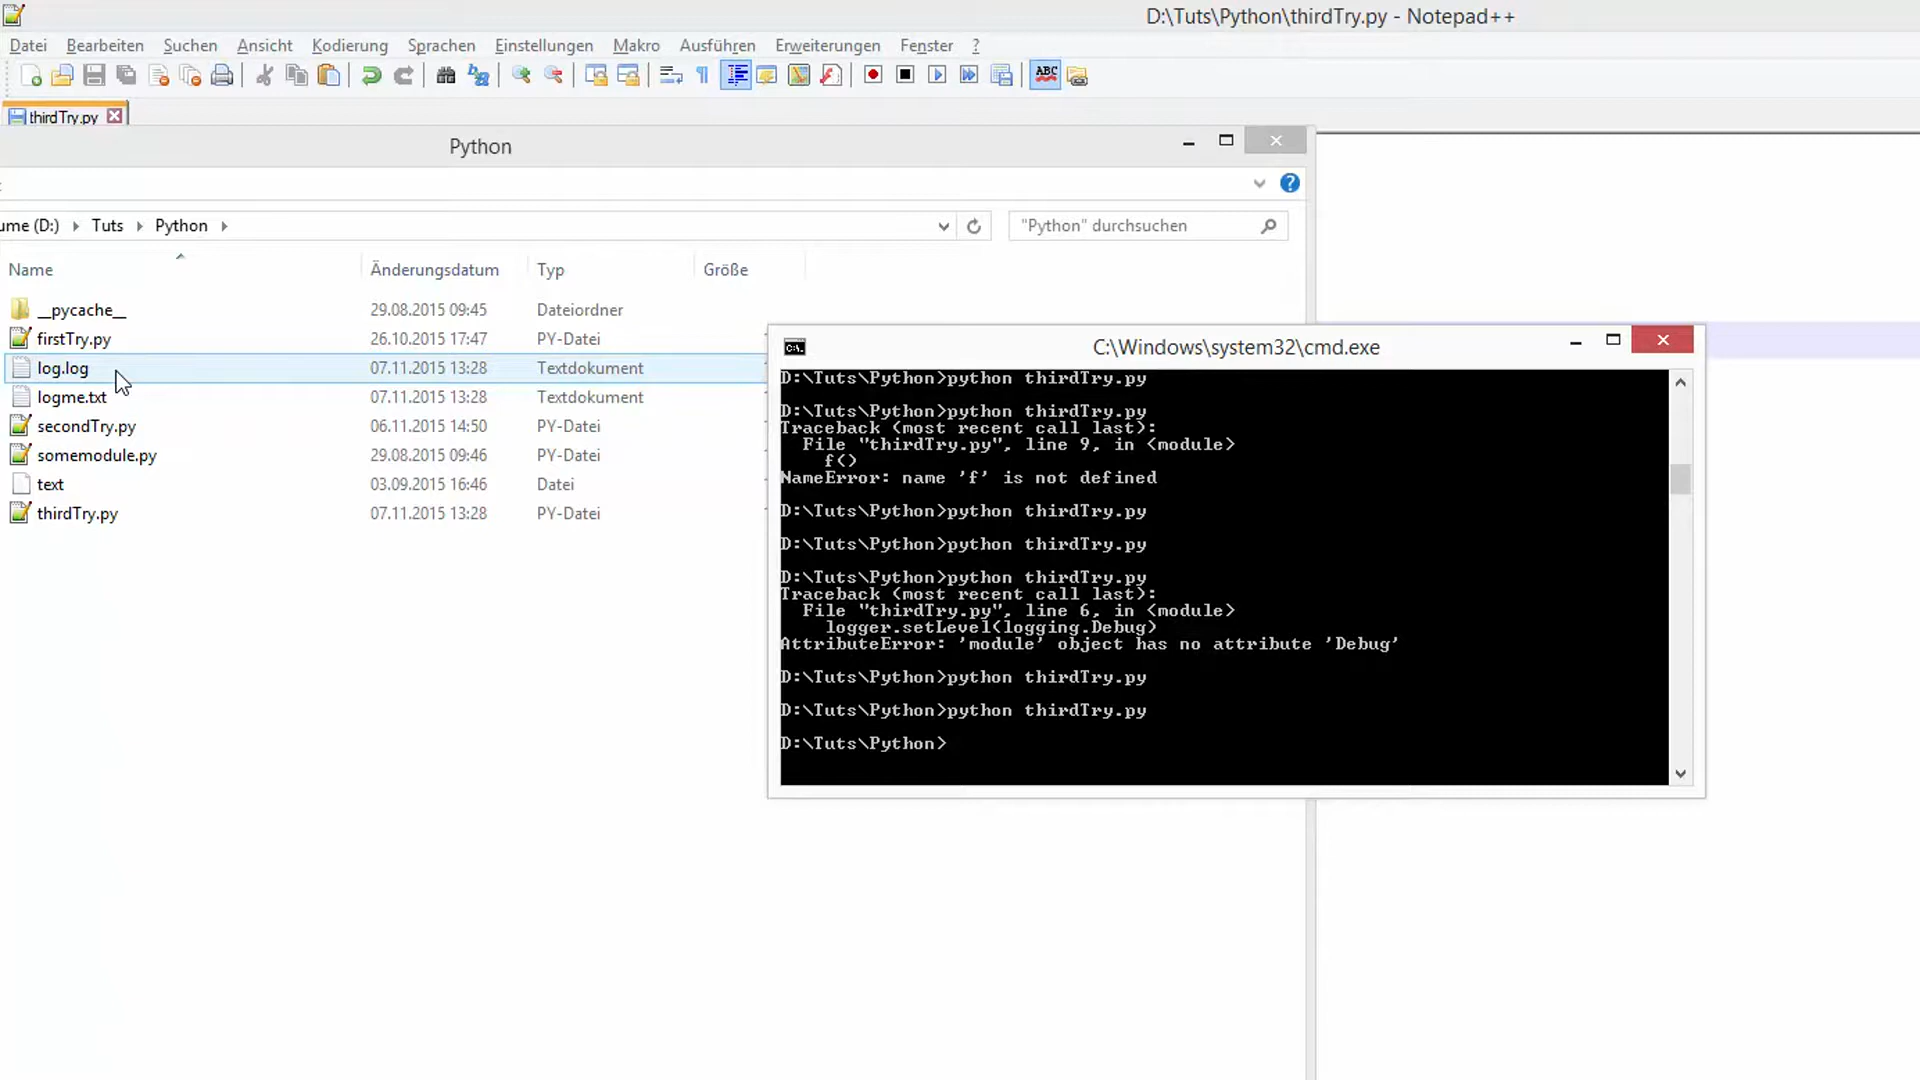 D:\Tuts\Python\thirdTry.py - Notepad++
Datei Bearbeiten Suchen Ansicht Kodierung Sprachen Einstellungen Makro Ausführen Erweiterungen Fenster ?
ABC
thirdTry.py
Python
ume (D:) Tuts Python
"Python" durchsuchen
Name Änderungsdatum Typ Größe
__pycache__ 29.08.2015 09:45 Dateiordner
firstTry.py 26.10.2015 17:47 PY-Datei
log.log 07.11.2015 13:28 Textdokument
logme.txt 07.11.2015 13:28 Textdokument
secondTry.py 06.11.2015 14:50 PY-Datei
somemodule.py 29.08.2015 09:46 PY-Datei
text 03.09.2015 16:46 Datei
thirdTry.py 07.11.2015 13:28 PY-Datei
C:\Windows\system32\cmd.exe
D:\Tuts\Python>python thirdTry.py
D:\Tuts\Python>python thirdTry.py
Traceback (most recent call last):
File "thirdTry.py", line 9, in <module>
f()
NameError: name 'f' is not defined
D:\Tuts\Python>python thirdTry.py
D:\Tuts\Python>python thirdTry.py
D:\Tuts\Python>python thirdTry.py
Traceback (most recent call last):
File "thirdTry.py", line 6, in <module>
logger.setLevel(logging.Debug)
AttributeError: 'module' object has no attribute 'Debug'
D:\Tuts\Python>python thirdTry.py
D:\Tuts\Python>python thirdTry.py
D:\Tuts\Python>